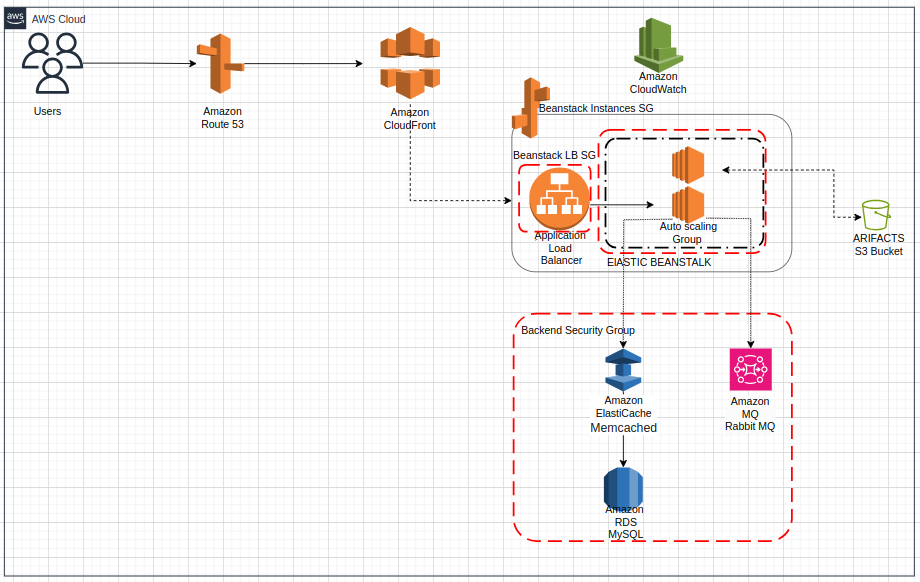 aws
AWS Cloud
Users
Amazon
Route 53
Amazon
CloudFront
Amazon
CloudWatch
Beanstack Instances SG
Beanstack LB SG
Application
Load
Balancer
Auto scaling
Group
ElASTIC BEANSTALK
ARIFACTS
S3 Bucket
Backend Security Group
Amazon
ElastiCache
Memcached
Amazon
MQ
Rabbit MQ
Amazon
RDS
MySQL